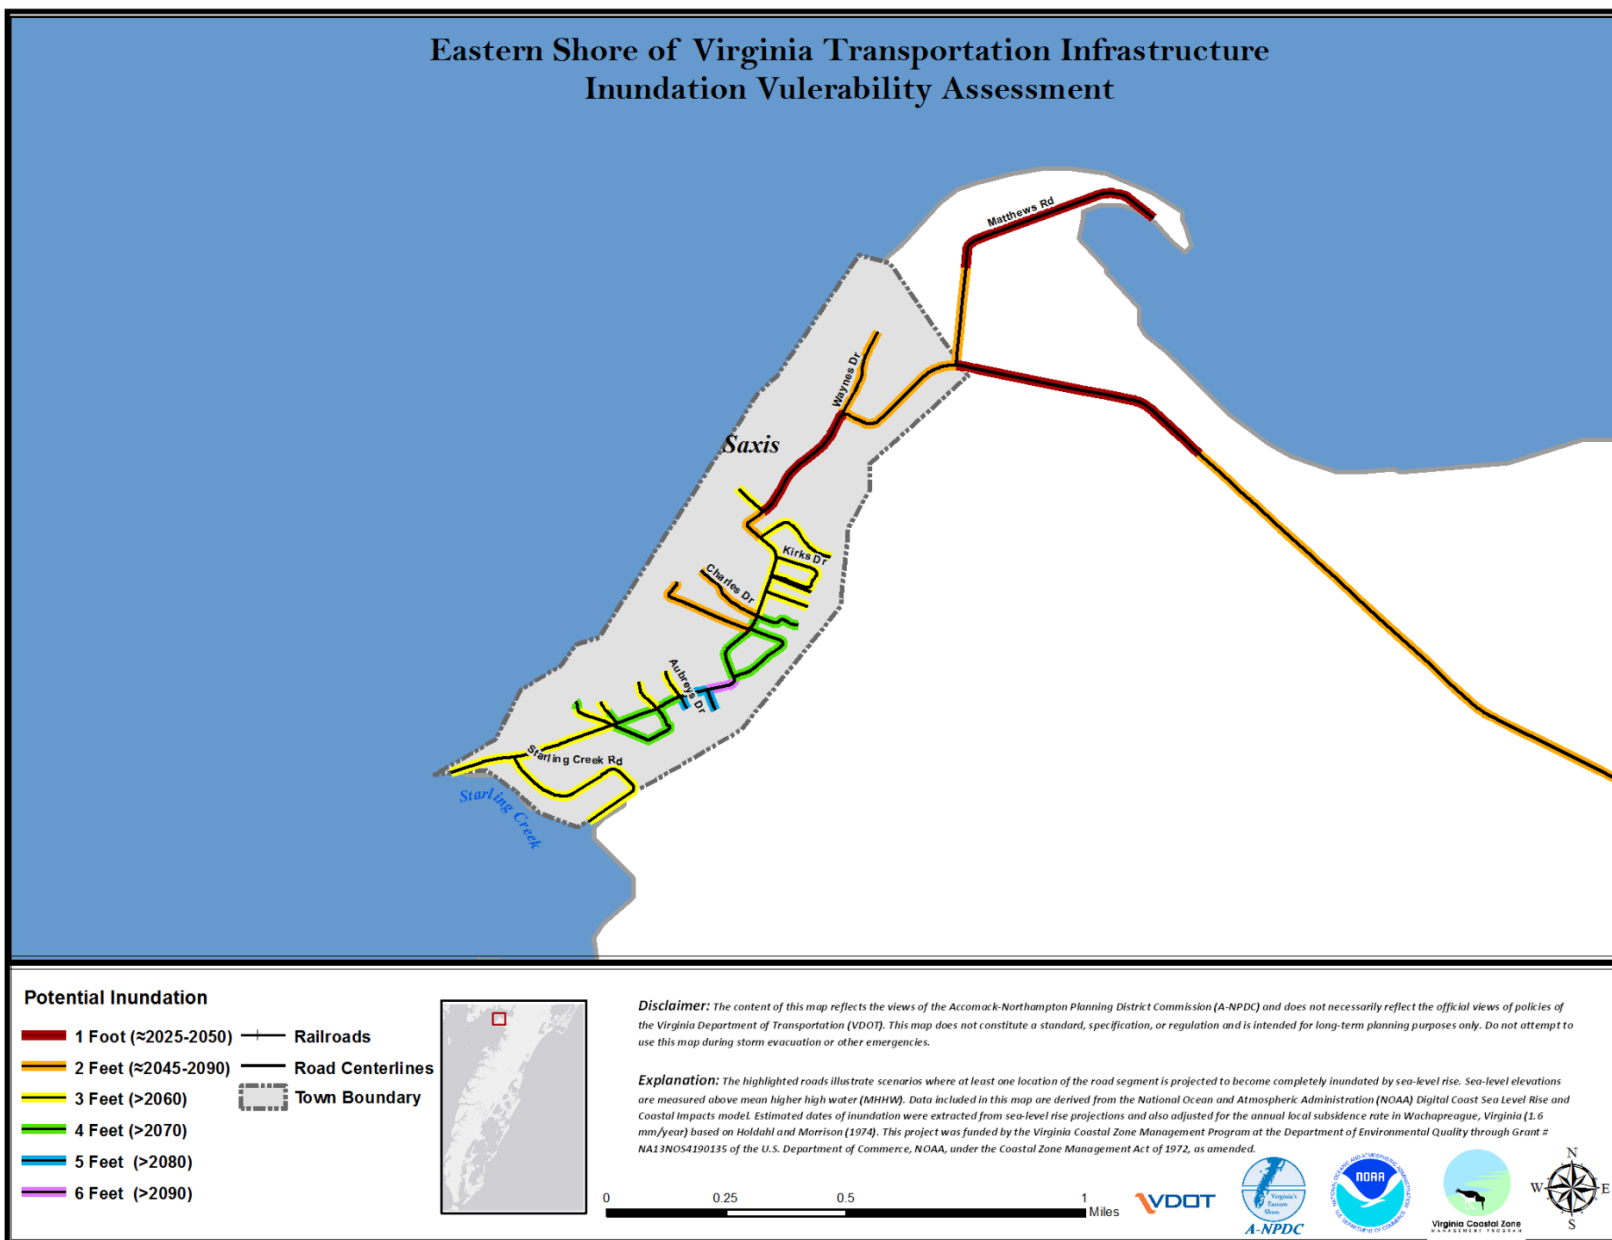 Eastern Shore of Virginia Transportation Infrastructure
Inundation Vulerability Assessment
Matthews Rd
Waynes Dr
Saxis
Kirks Dr
Charles Dr
Aubreys Dr
Starling Creek Rd
Starling Creek
Potential Inundation
1 Foot (≈2025-2050)
2 Feet (≈2045-2090)
3 Feet (>2060)
4 Feet (>2070)
5 Feet (>2080)
6 Feet (>2090)
Railroads
Road Centerlines
Town Boundary
Disclaimer: The content of this map reflects the views of the Accomack-Northampton Planning District Commission (A-NPDC) and does not necessarily reflect the official views of policies of
the Virginia Department of Transportation (VDOT). This map does not constitute a standard, specification, or regulation and is intended for long-term planning purposes only. Do not attempt to
use this map during storm evacuation or other emergencies.
Explanation: The highlighted roads illustrate scenarios where at least one location of the road segment is projected to become completely inundated by sea-level rise. Sea-level elevations
are measured above mean higher high water (MHHW). Data included in this map are derived from the National Ocean and Atmospheric Administration (NOAA) Digital Coast Sea Level Rise and
Coastal Impacts model. Estimated dates of inundation were extracted from sea-level rise projections and also adjusted for the annual local subsidence rate in Wachapreague, Virginia (1.6
mm/year) based on Holdahl and Morrison (1974). This project was funded by the Virginia Coastal Zone Management Program at the Department of Environmental Quality through Grant #
NA13NOS4190135 of the U.S. Department of Commerce, NOAA, under the Coastal Zone Management Act of 1972, as amended.
0 0.25 0.5 1
Miles
VDOT
Virginia's
Eastern
Shore
A-NPDC
NATIONAL OCEANIC AND ATMOSPHERIC ADMINISTRATION
NOAA
U.S. DEPARTMENT OF COMMERCE
Virginia Coastal Zone
MANAGEMENT PROGRAM
N
W
E
S